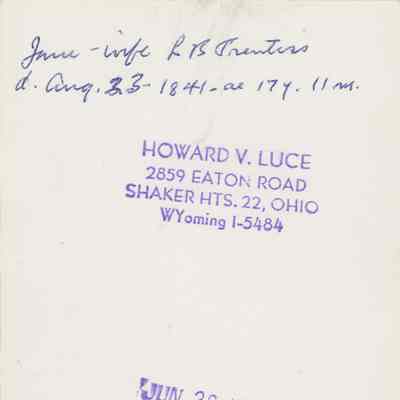 Jane - wife L B Prentiss
d. Aug. 23 - 1841 - ae 17 y. 11 m.
HOWARD V. LUCE
2859 EATON ROAD
SHAKER HTS. 22, OHIO
WYoming 1-5484
JUN